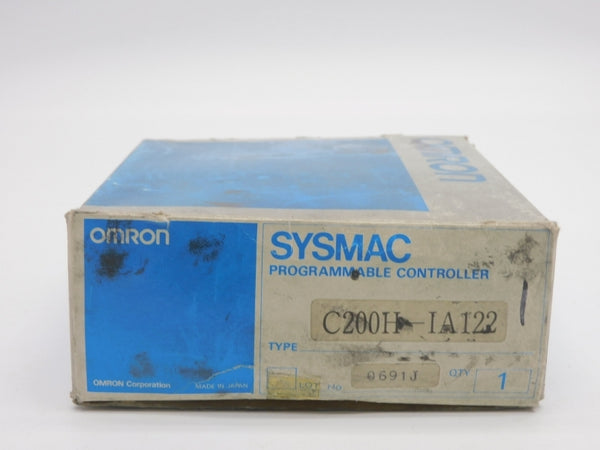 OMRON
OMRON
SYSMAC
PROGRAMMABLE CONTROLLER
C200H-IA122
TYPE
LOT No. 0691J QTY 1
OMRON Corporation MADE IN JAPAN